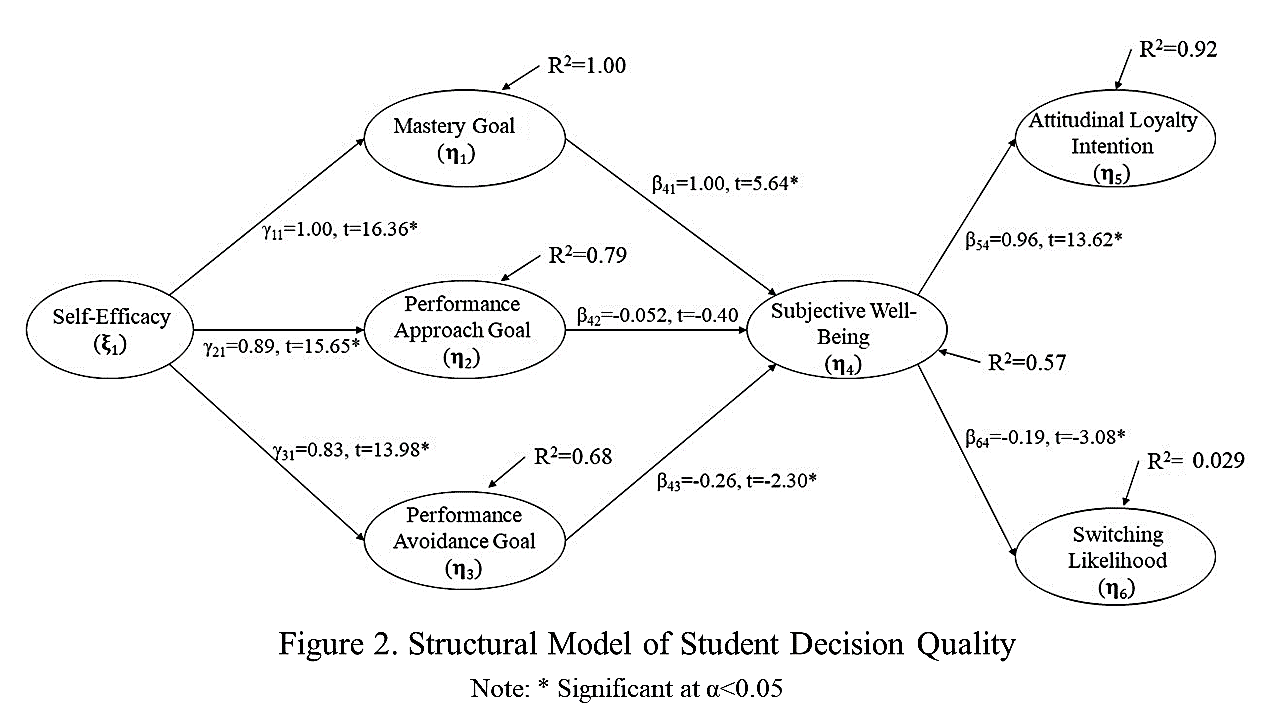 R²=1.00
Mastery Goal
(η₁)
R²=0.92
Attitudinal Loyalty
Intention
(η₅)
γ₁₁=1.00, t=16.36*
β₄₁=1.00, t=5.64*
β₅₄=0.96, t=13.62*
Self-Efficacy
(ξ₁)
γ₂₁=0.89, t=15.65*
R²=0.79
Performance
Approach Goal
(η₂)
β₄₂=-0.052, t=-0.40
Subjective Well-
Being
(η₄)
R²=0.57
γ₃₁=0.83, t=13.98*
R²=0.68
Performance
Avoidance Goal
(η₃)
β₄₃=-0.26, t=-2.30*
β₆₄=-0.19, t=-3.08*
R²= 0.029
Switching
Likelihood
(η₆)
Figure 2. Structural Model of Student Decision Quality
Note: * Significant at α<0.05